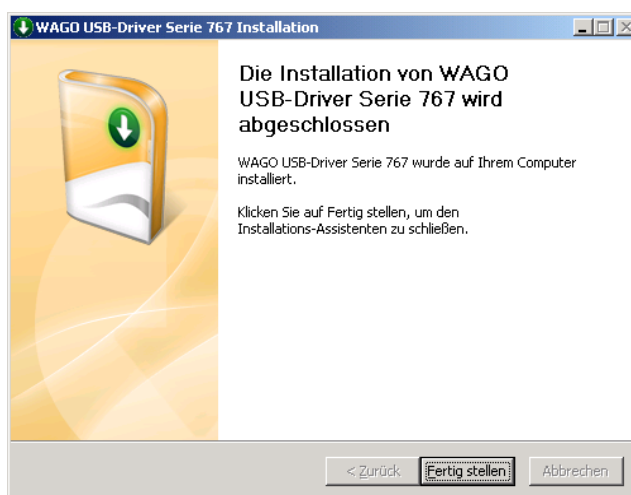 WAGO USB-Driver Serie 767 Installation
Die Installation von WAGO
USB-Driver Serie 767 wird
abgeschlossen
WAGO USB-Driver Serie 767 wurde auf Ihrem Computer
installiert.
Klicken Sie auf Fertig stellen, um den
Installations-Assistenten zu schließen.
< Zurück Fertig stellen Abbrechen